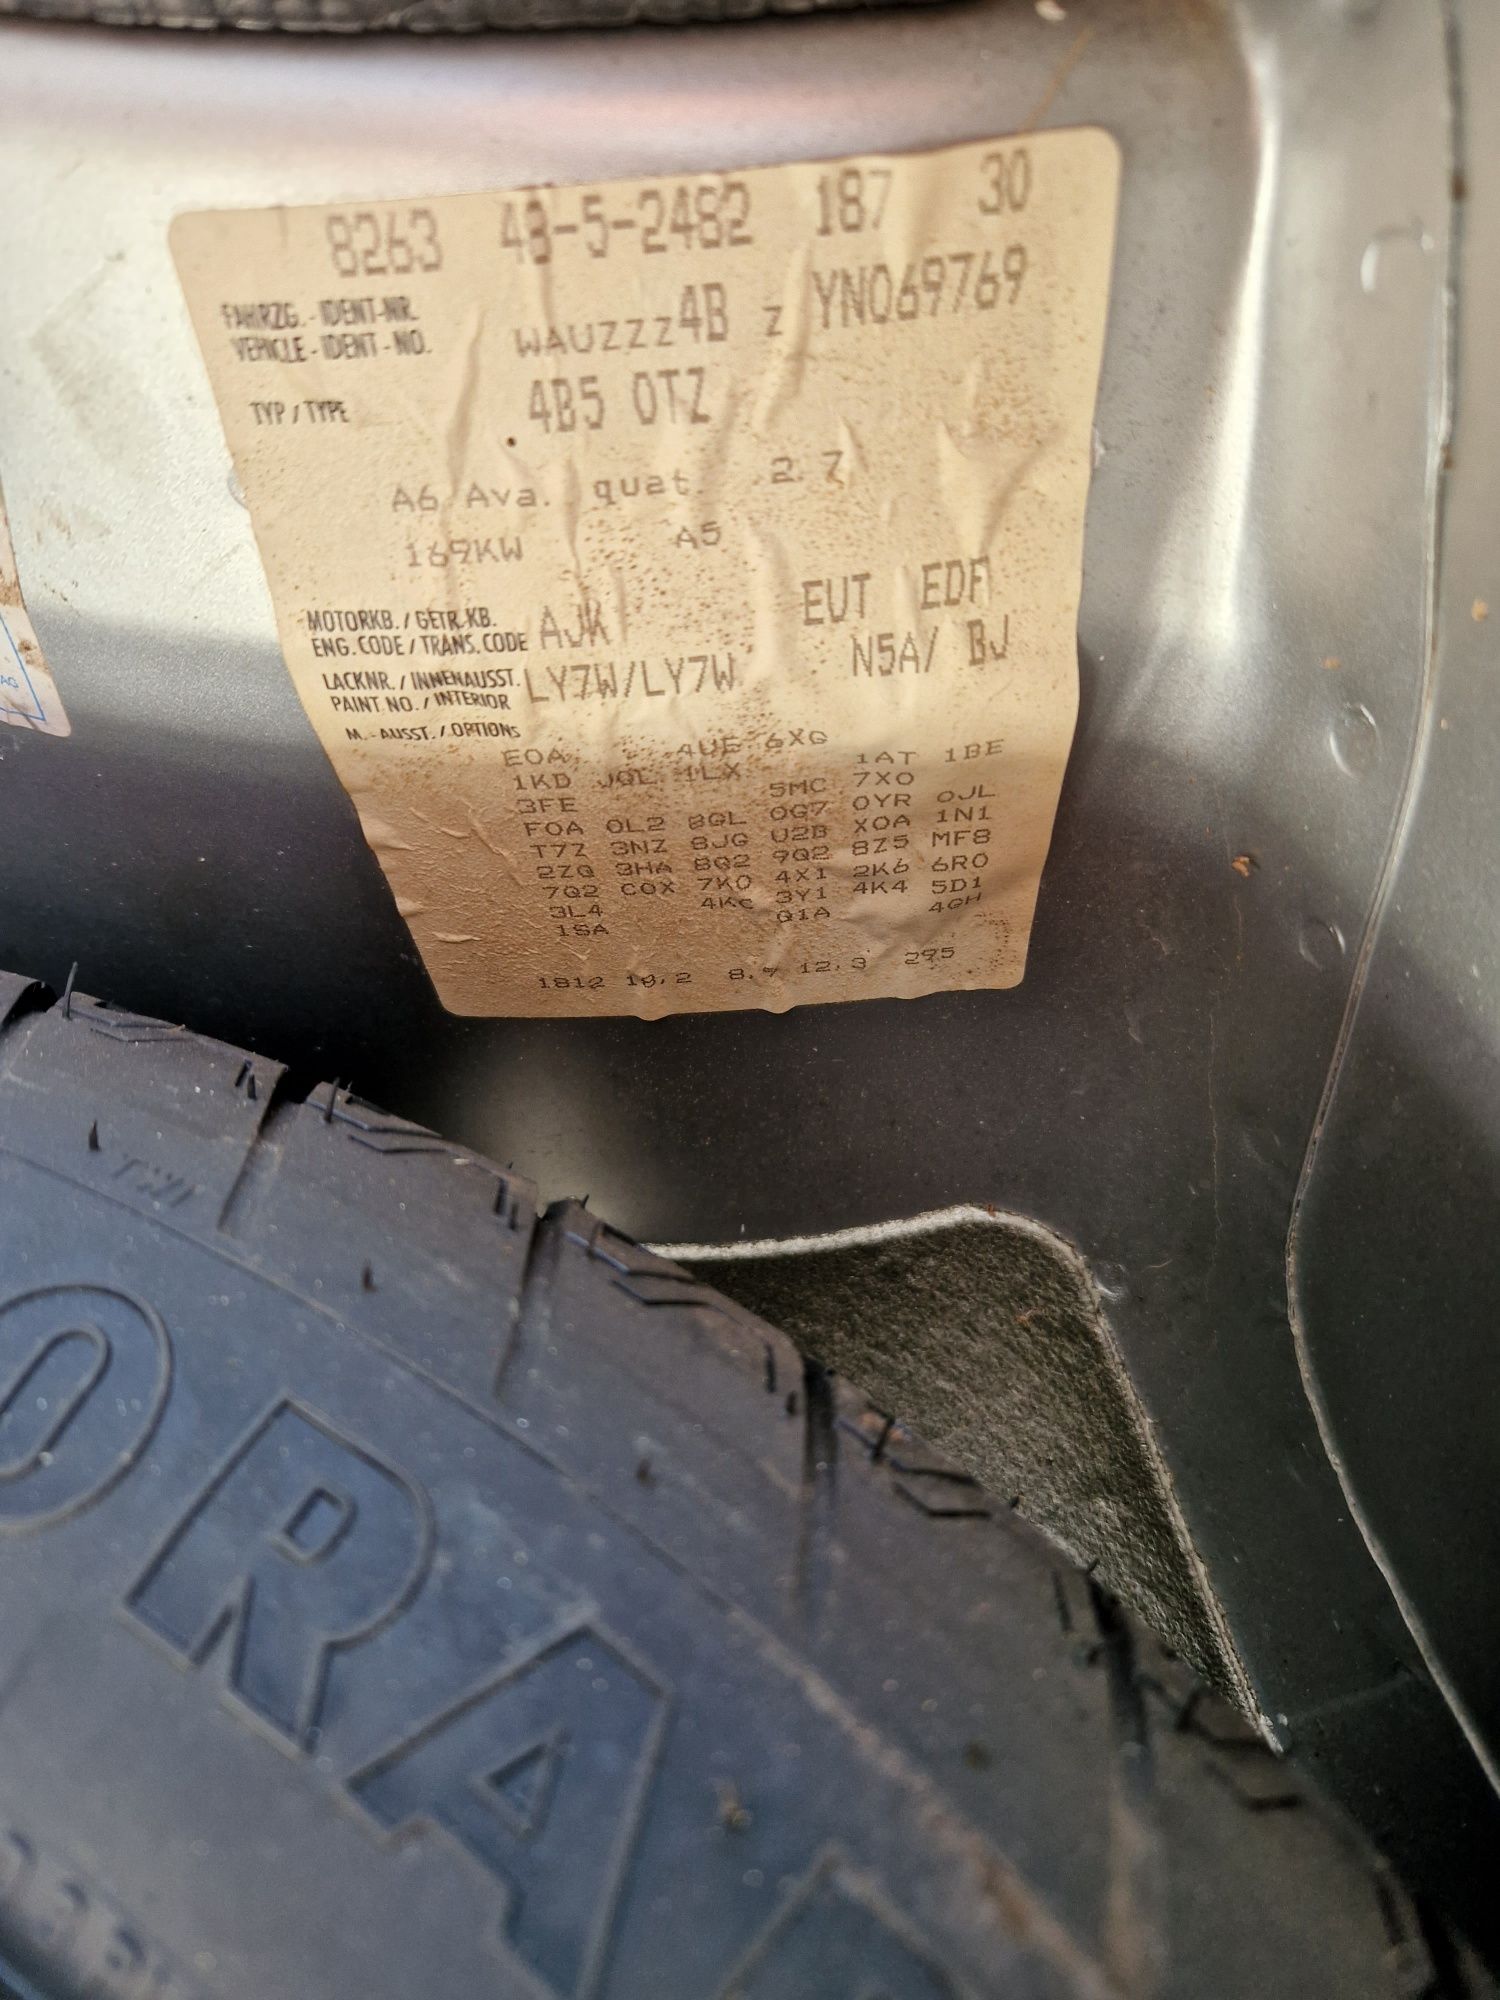 8263 48-5-2482 187 30
FAHRZG.-IDENT-NR.
VEHICLE-IDENT-NO. WAUZZZ4B Z YN069769
TYP/TYPE 4B5 0TZ
A6 Ava. quat. 2.7
169KW A5
MOTORKB./GETR.KB.
ENG.CODE/TRANS.CODE AJK EUT EDF
LACKNR./INNENAUSST.
PAINT NO./INTERIOR LY7W/LY7W N5A/ BJ
M.-AUSST./OPTIONS
E0A 4UE 6XG 1AT 1BE
1KD 1LX 5MC 7X0
3FE 0G7 0YR 0JL
F0A 0L2 8GL U2B X0A 1N1
T7Z 3NZ 8JG 9Q2 8Z5 MF8
2ZQ 3HA 8Q2 4X1 2K6 6R0
7Q2 C0X 7K0 3Y1 4K4 5D1
3L4 4KC Q1A 4GH
1SA
1812 12,3 295
AG
TWI
ORA